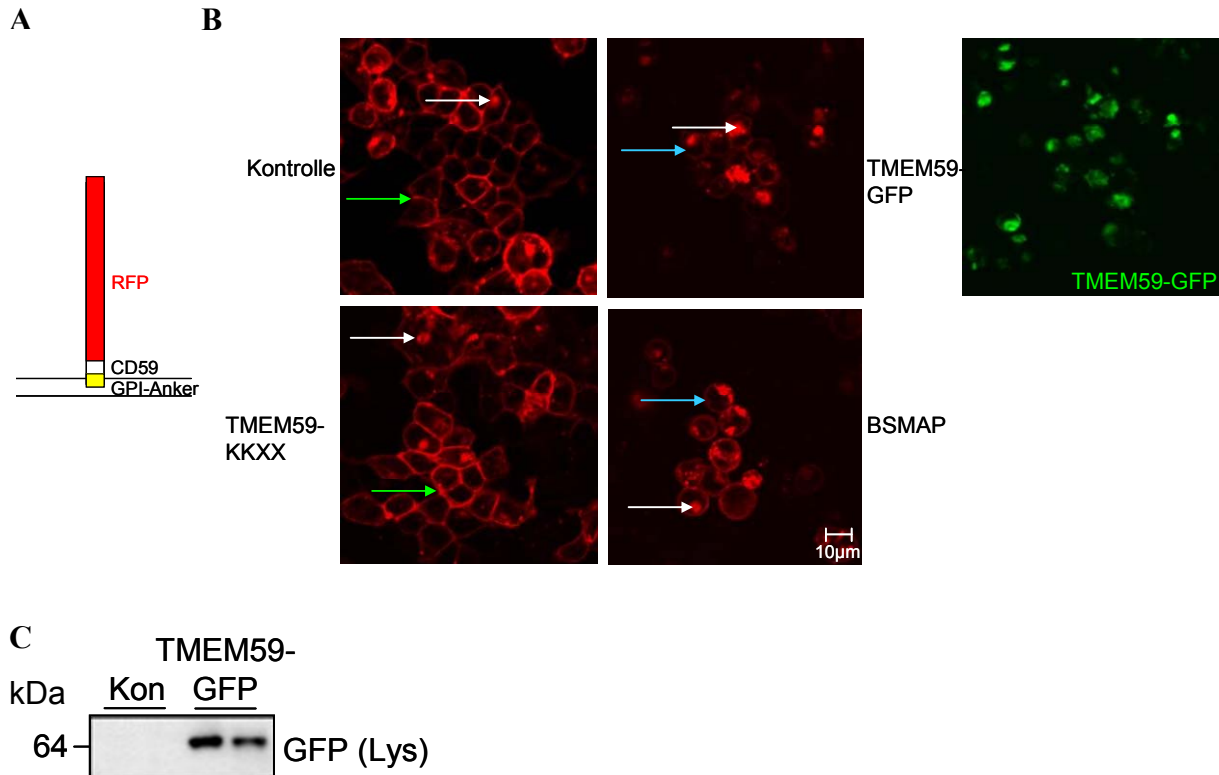 A
B
Kontrolle
TMEM59-
GFP
TMEM59-GFP
RFP
CD59
GPI-Anker
TMEM59-
KKXX
BSMAP
10µm
C
TMEM59-
kDa
Kon
GFP
64
GFP (Lys)